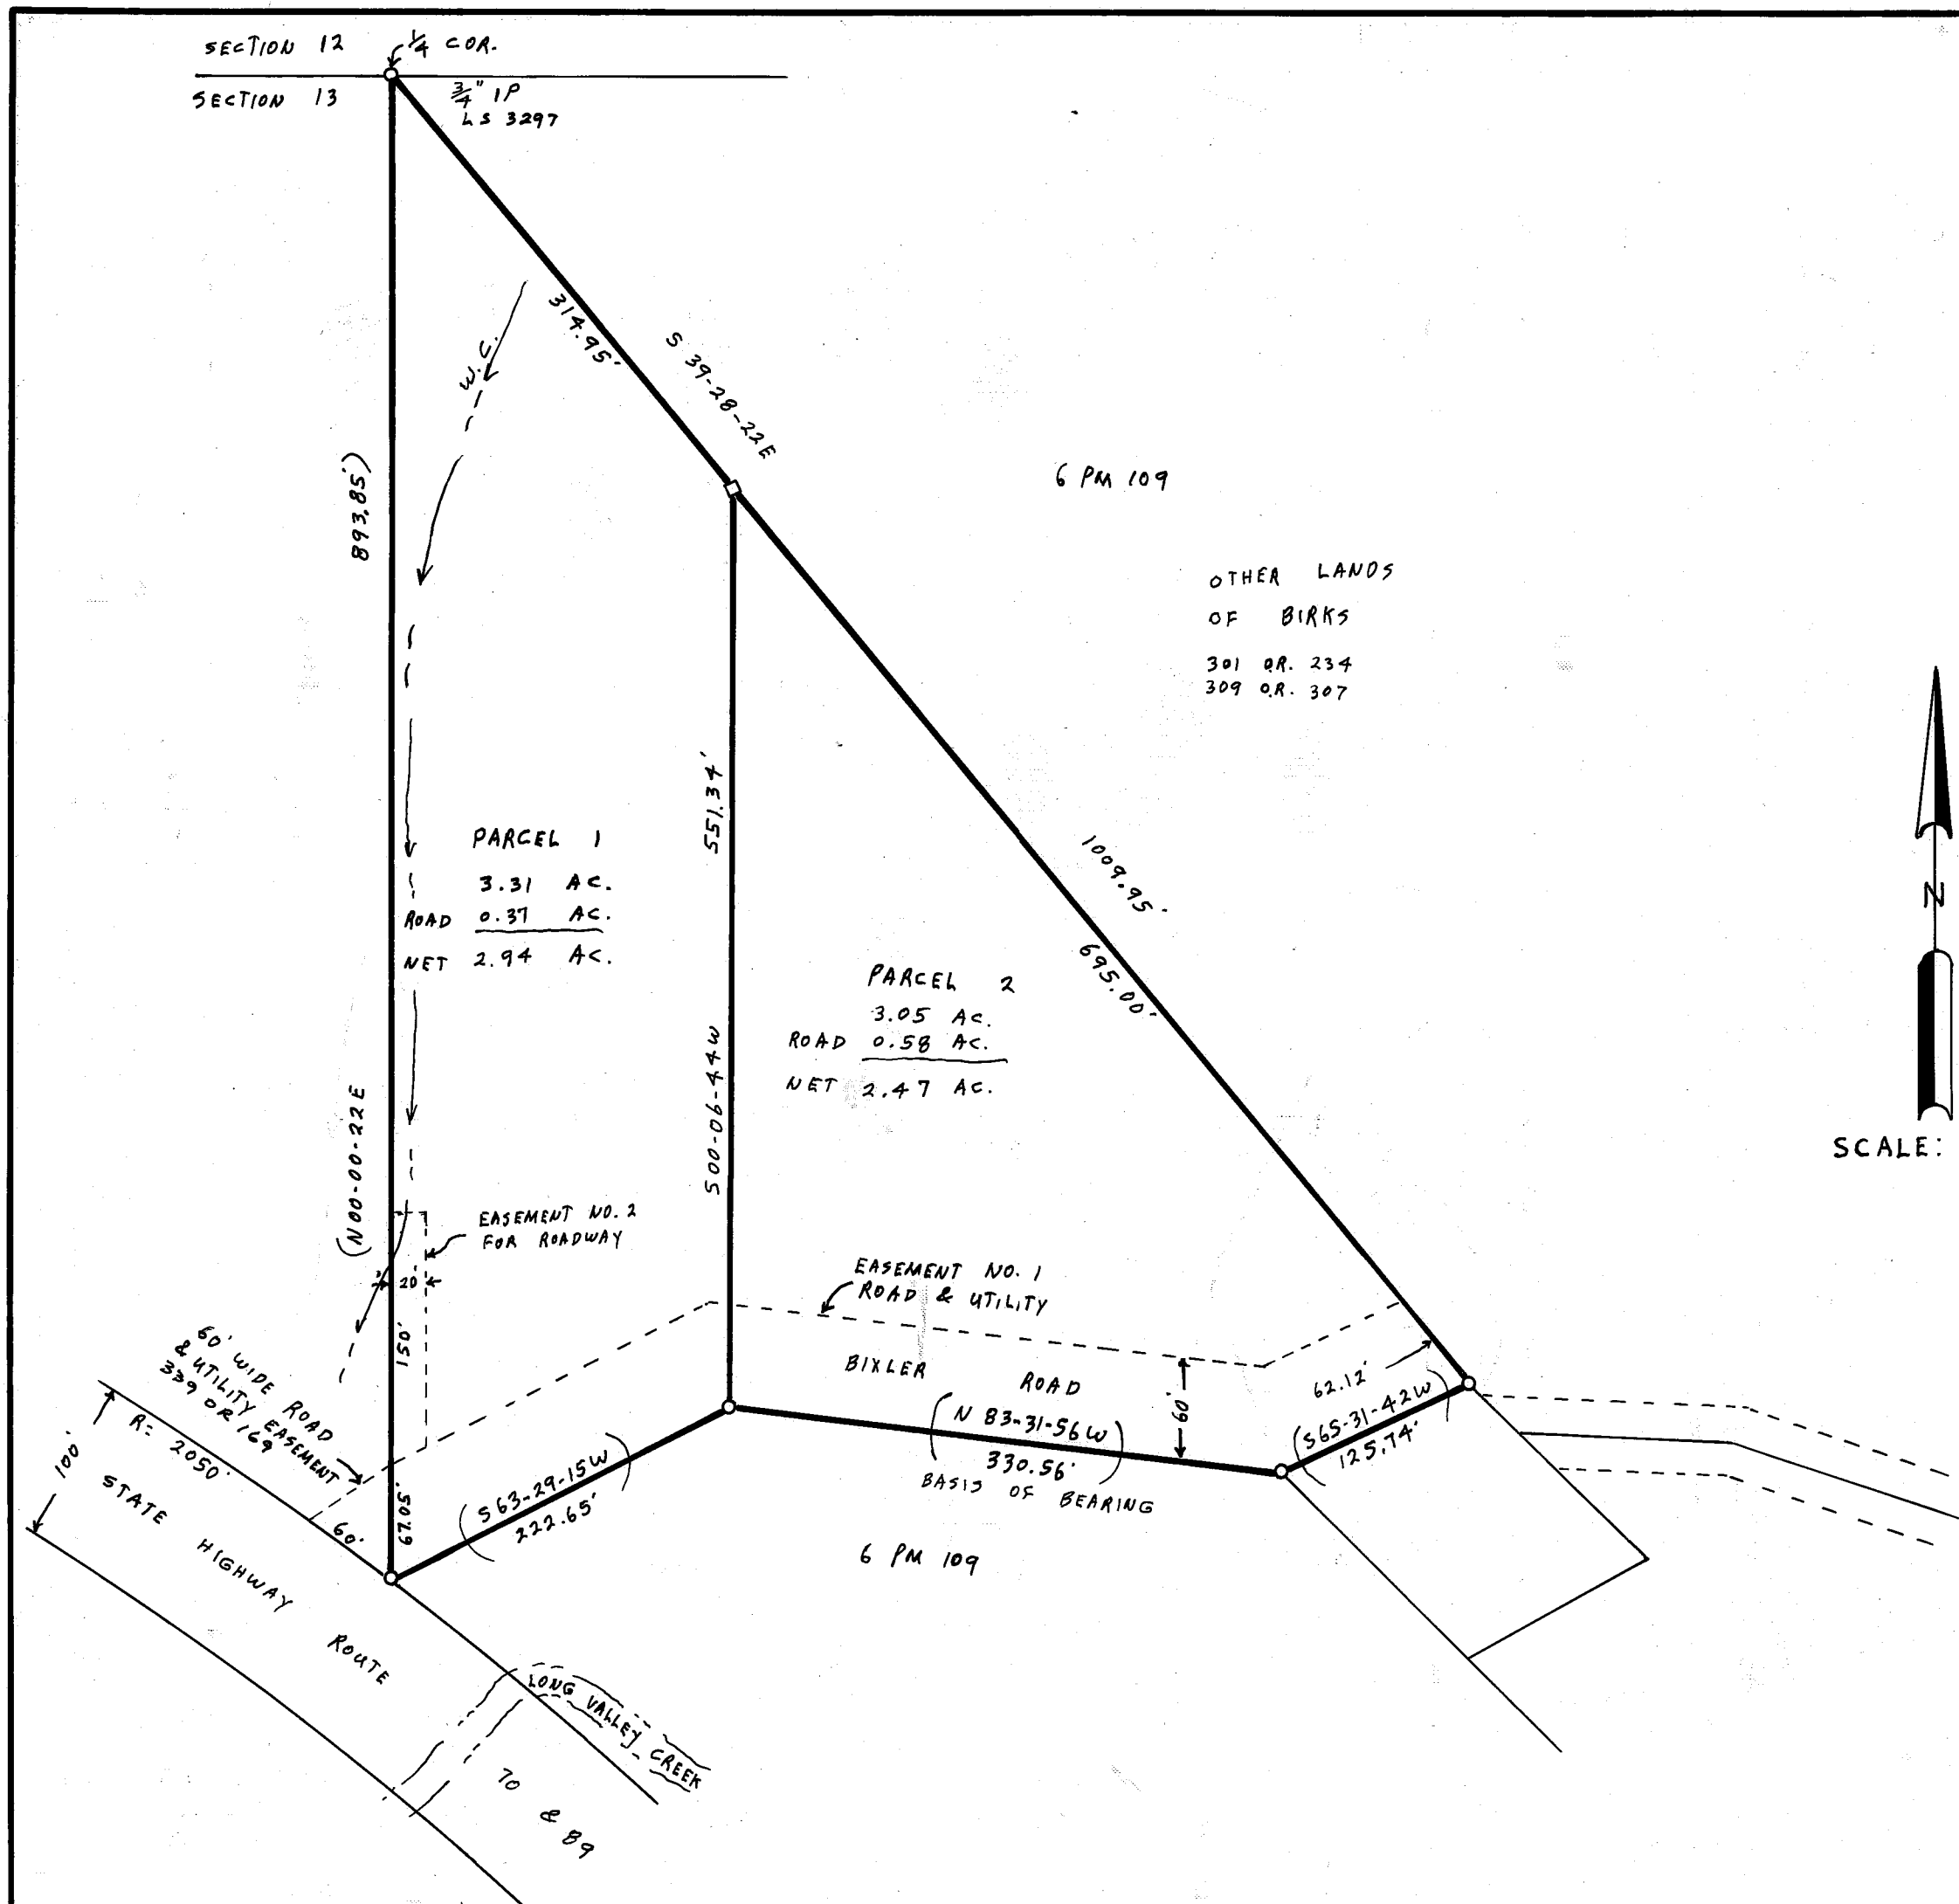 SECTION 12
1/4 COR.
SECTION 13
3/4" IP
LS 3297
314.95'
S 39-28-22E
W.C.
893.85')
6 PM 109
OTHER LANDS
OF BIRKS
301 O.R. 234
309 O.R. 307
551.34'
PARCEL 1
3.31 AC.
ROAD 0.37 AC.
NET 2.94 AC.
1009.95'
695.00'
N
PARCEL 2
3.05 AC.
ROAD 0.58 AC.
NET 2.47 AC.
S00-06-44W
(N00-00-22E
SCALE:
EASEMENT NO. 2
FOR ROADWAY
20'
EASEMENT NO. 1
ROAD & UTILITY
150'
60' WIDE ROAD
& UTILITY EASEMENT
339 OR 169
BIXLER ROAD
60'
62.12'
(S65-31-42W)
125.74'
(N 83-31-56W)
330.56'
BASIS OF BEARING
R= 2050'
100'
60'
67.05'
(S63-29-15W)
222.65'
6 PM 109
STATE HIGHWAY ROUTE
70 & 89
LONG VALLEY CREEK